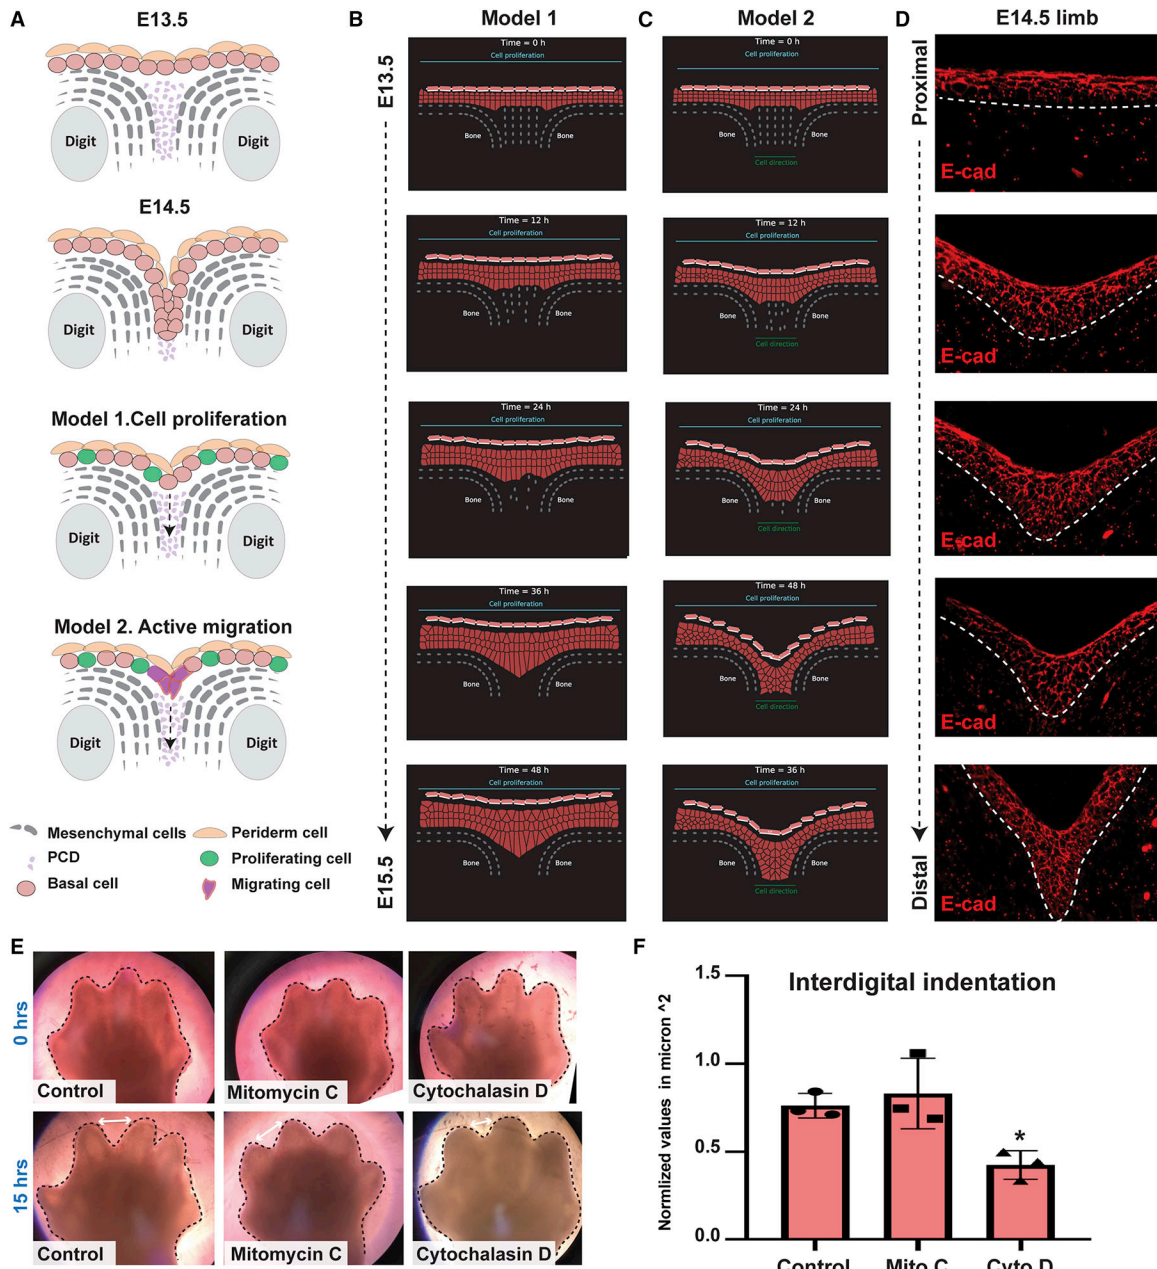 A
E13.5
Digit
Digit
E14.5
Digit
Digit
Model 1.Cell proliferation
Digit
Digit
Model 2. Active migration
Digit
Digit
Mesenchymal cells
Periderm cell
PCD
Proliferating cell
Basal cell
Migrating cell
B
Model 1
E13.5
E15.5
Time = 0 h
Cell proliferation
Bone
Bone
Time = 12 h
Cell proliferation
Bone
Bone
Time = 24 h
Cell proliferation
Bone
Bone
Time = 36 h
Cell proliferation
Bone
Bone
Time = 48 h
Cell proliferation
Bone
Bone
C
Model 2
Time = 0 h
Cell proliferation
Bone
Bone
Cell direction
Time = 12 h
Cell proliferation
Bone
Bone
Cell direction
Time = 24 h
Cell proliferation
Bone
Bone
Cell direction
Time = 48 h
Cell proliferation
Bone
Bone
Cell direction
Time = 36 h
Cell proliferation
Bone
Bone
Cell direction
D
E14.5 limb
Proximal
Distal
E-cad
E-cad
E-cad
E-cad
E-cad
E
0 hrs
Control
Mitomycin C
Cytochalasin D
15 hrs
Control
Mitomycin C
Cytochalasin D
F
Interdigital indentation
Normlized values in micron ^2
1.5
1.0
0.5
0.0
*
Control
Mito C
Cyto D